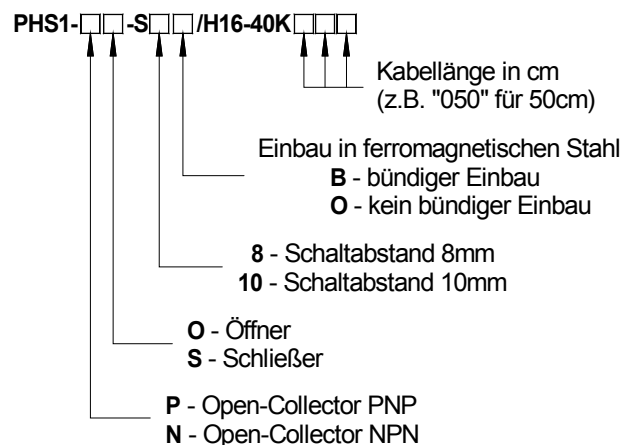 PHS1-□□-S□□/H16-40K□□□
Kabellänge in cm
(z.B. "050" für 50cm)
Einbau in ferromagnetischen Stahl
B - bündiger Einbau
O - kein bündiger Einbau
8 - Schaltabstand 8mm
10 - Schaltabstand 10mm
O - Öffner
S - Schließer
P - Open-Collector PNP
N - Open-Collector NPN